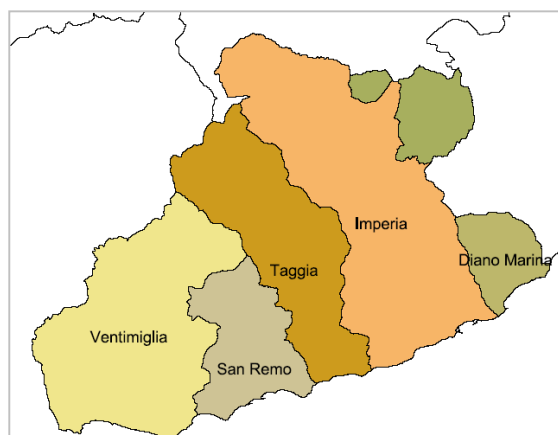 Imperia
Taggia
Diano Marina
Ventimiglia
San Remo